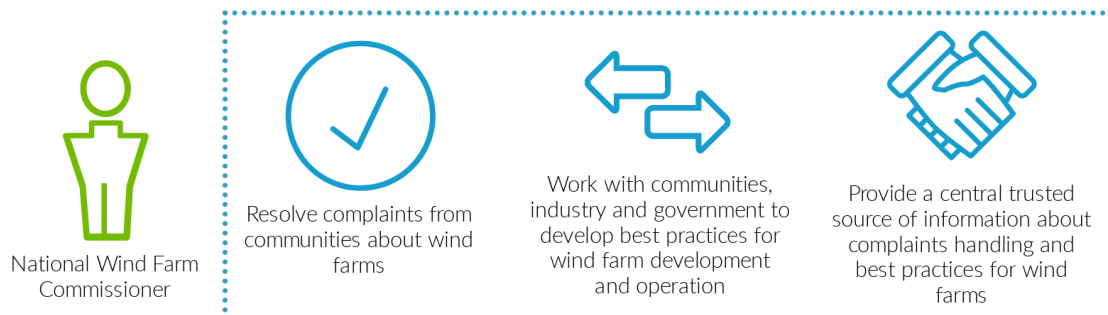 National Wind Farm
Commissioner
Resolve complaints from
communities about wind
farms
Work with communities,
industry and government to
develop best practices for
wind farm development
and operation
Provide a central trusted
source of information about
complaints handling and
best practices for wind
farms